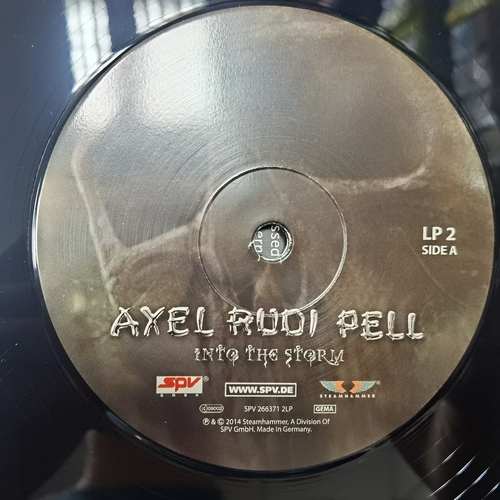 LP 2
SIDE A
ssed
AXEL RUDI PELL
INTO THE STORM
SPV
WWW.SPV.DE
STEAMHAMMER
SPV 266371 2LP
GEMA
℗ & © 2014 Steamhammer, A Division Of
SPV GmbH. Made In Germany.